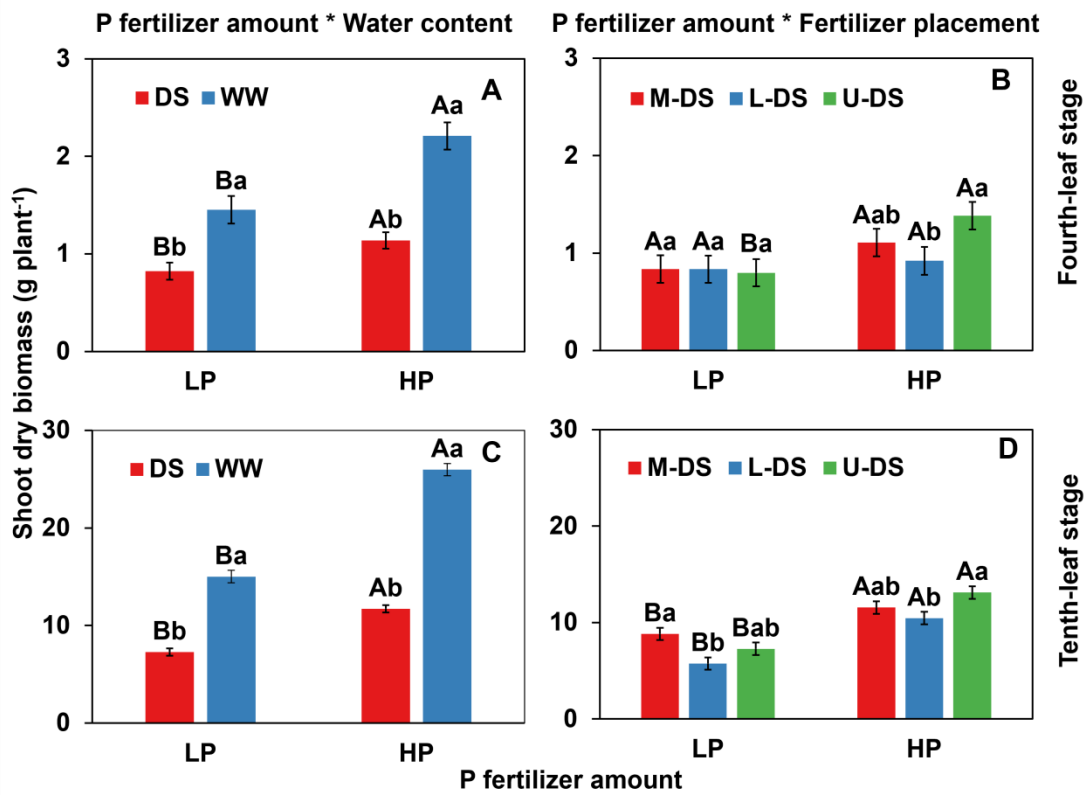 P fertilizer amount * Water content
P fertilizer amount * Fertilizer placement
Shoot dry biomass (g plant⁻¹)
3
2
1
0
DS WW
A
Bb
Ba
Ab
Aa
LP HP
3
2
1
0
M-DS L-DS U-DS
B
Aa
Aa
Ba
Aab
Ab
Aa
LP HP
Fourth-leaf stage
30
20
10
0
DS WW
C
Bb
Ba
Ab
Aa
LP HP
30
20
10
0
M-DS L-DS U-DS
D
Ba
Bb
Bab
Aab
Ab
Aa
LP HP
Tenth-leaf stage
P fertilizer amount